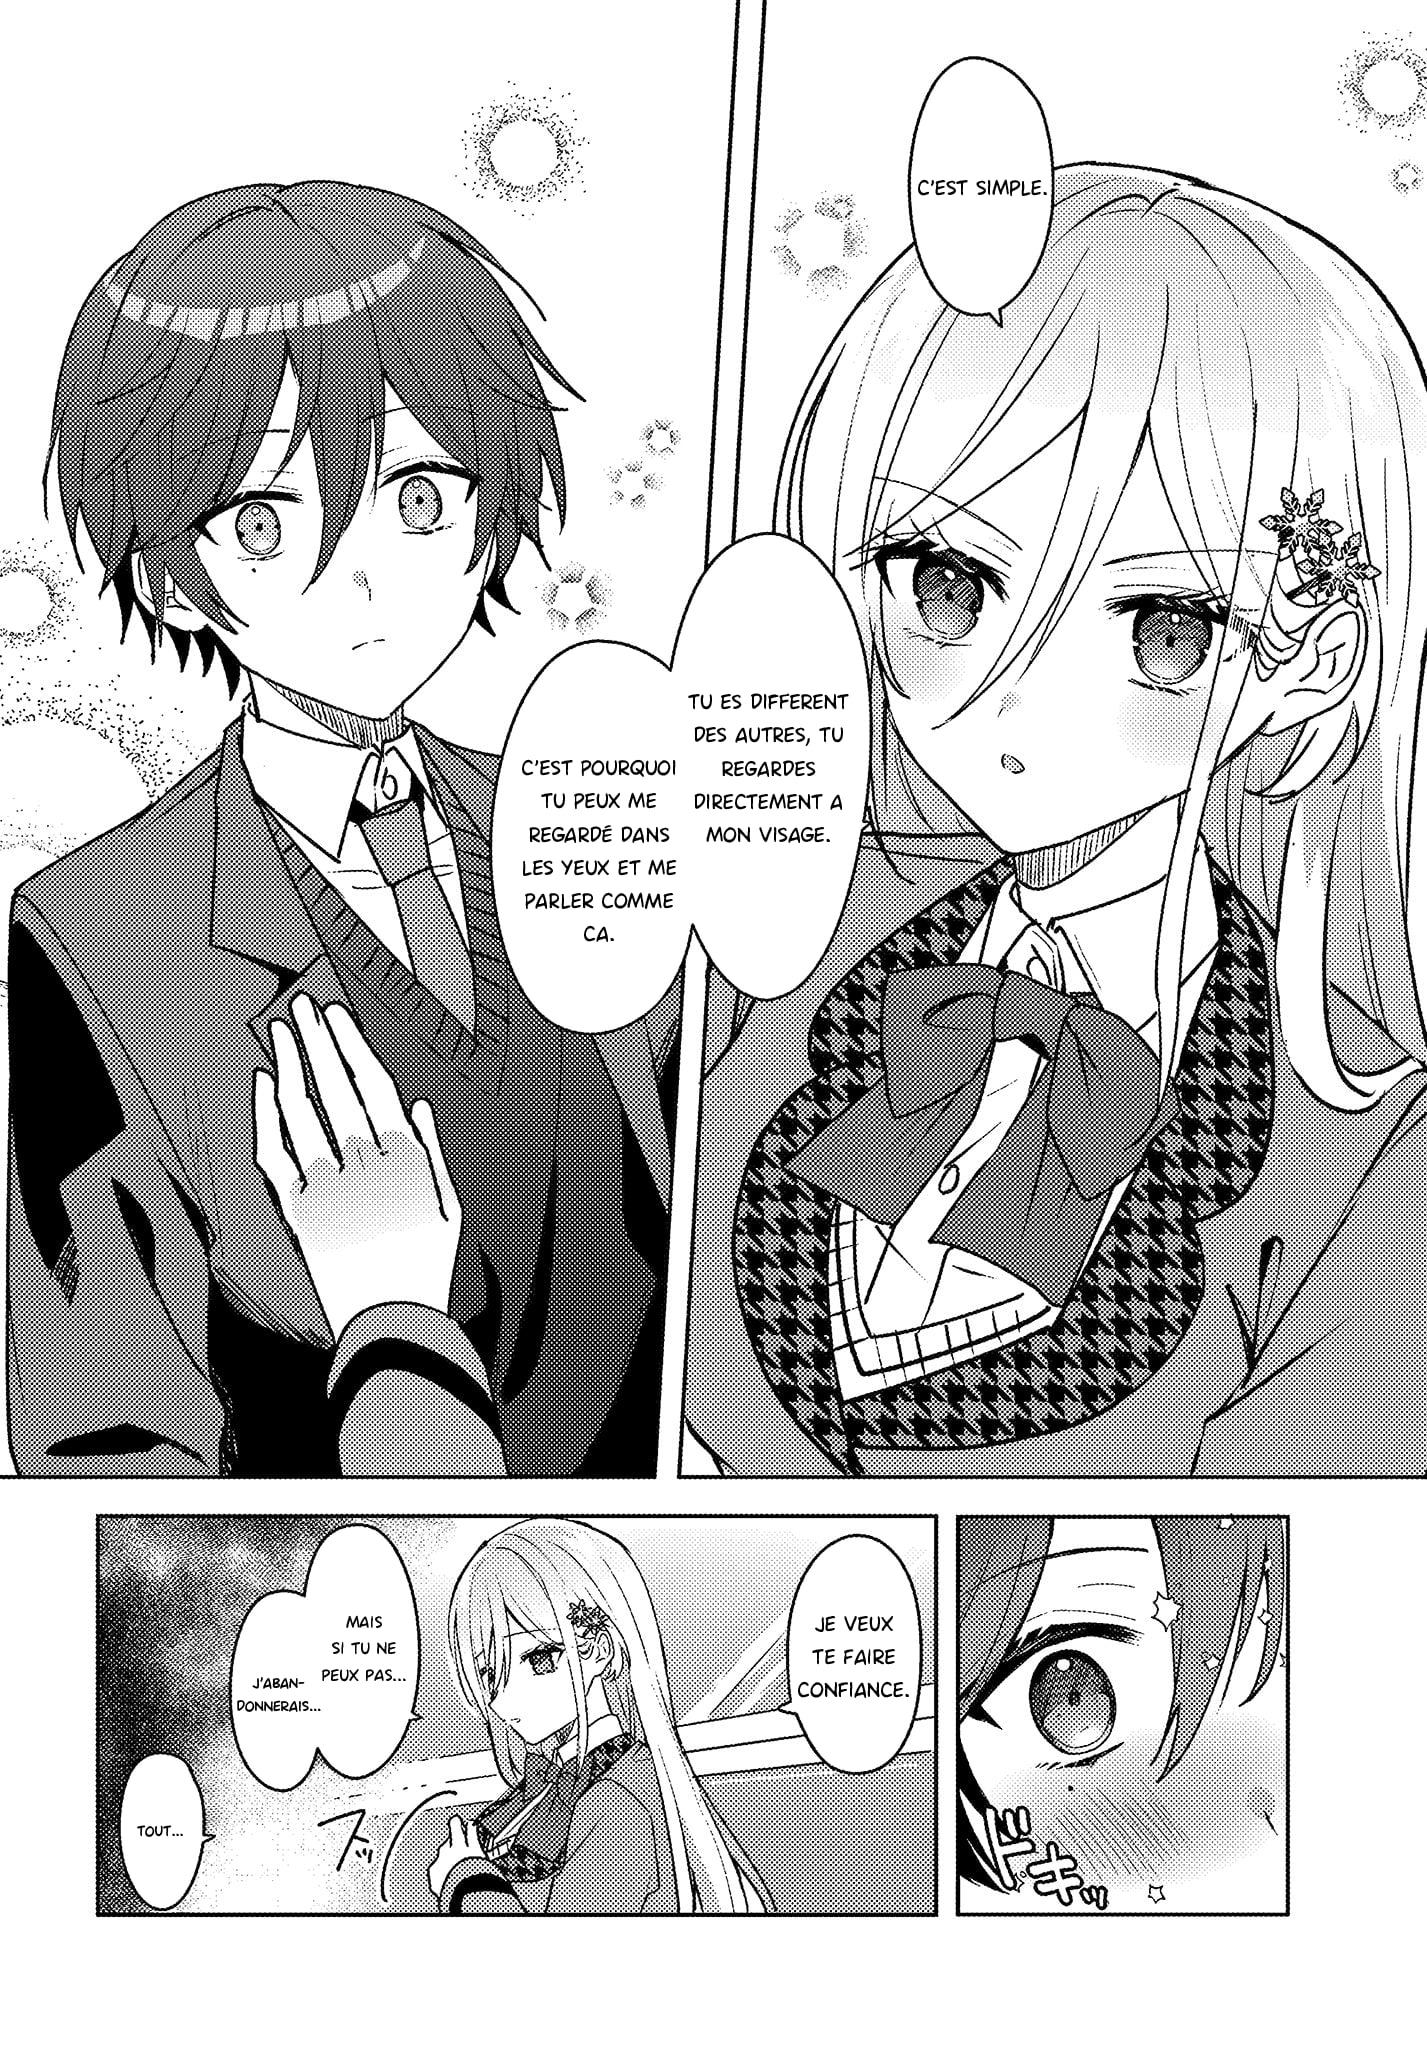 C'EST SIMPLE.
TU ES DIFFERENT
DES AUTRES, TU
REGARDES
DIRECTEMENT A
MON VISAGE.
C'EST POURQUOI
TU PEUX ME
REGARDÉ DANS
LES YEUX ET ME
PARLER COMME
CA.
ドキッ
JE VEUX
TE FAIRE
CONFIANCE.
MAIS
SI TU NE
PEUX PAS...
J'ABAN-
DONNERAIS...
スッ
TOUT...